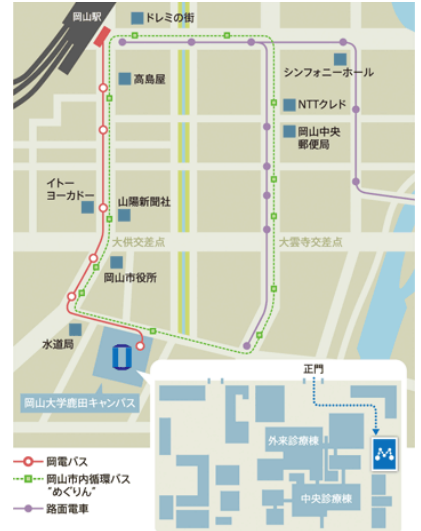 岡山駅
ドレミの街
シンフォニーホール
高島屋
NTTクレド
岡山中央
郵便局
イトー
ヨーカドー
山陽新聞社
大供交差点
大雲寺交差点
岡山市役所
水道局
岡山大学鹿田キャンパス
正門
外来診療棟
中央診療棟
岡電バス
岡山市内循環バス
“めぐりん”
路面電車